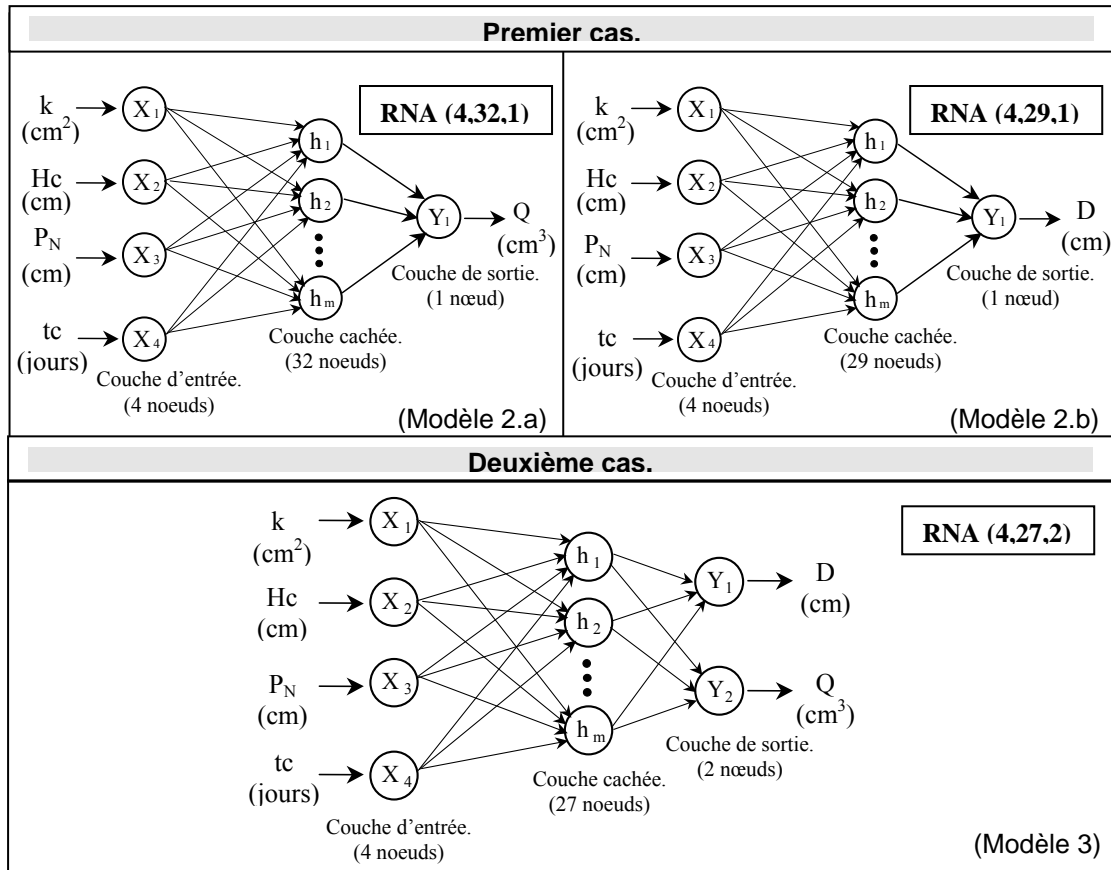 Premier cas.
k
(cm²)
Hc
(cm)
P_N
(cm)
tc
(jours)
X₁
X₂
X₃
X₄
Couche d’entrée.
(4 noeuds)
h₁
h₂
hₘ
Couche cachée.
(32 noeuds)
RNA (4,32,1)
Y₁
Q
(cm³)
Couche de sortie.
(1 nœud)
(Modèle 2.a)
k
(cm²)
Hc
(cm)
P_N
(cm)
tc
(jours)
X₁
X₂
X₃
X₄
Couche d’entrée.
(4 noeuds)
h₁
h₂
hₘ
Couche cachée.
(29 noeuds)
RNA (4,29,1)
Y₁
D
(cm)
Couche de sortie.
(1 nœud)
(Modèle 2.b)
Deuxième cas.
k
(cm²)
Hc
(cm)
P_N
(cm)
tc
(jours)
X₁
X₂
X₃
X₄
Couche d’entrée.
(4 noeuds)
h₁
h₂
hₘ
Couche cachée.
(27 noeuds)
RNA (4,27,2)
Y₁
D
(cm)
Y₂
Q
(cm³)
Couche de sortie.
(2 nœuds)
(Modèle 3)